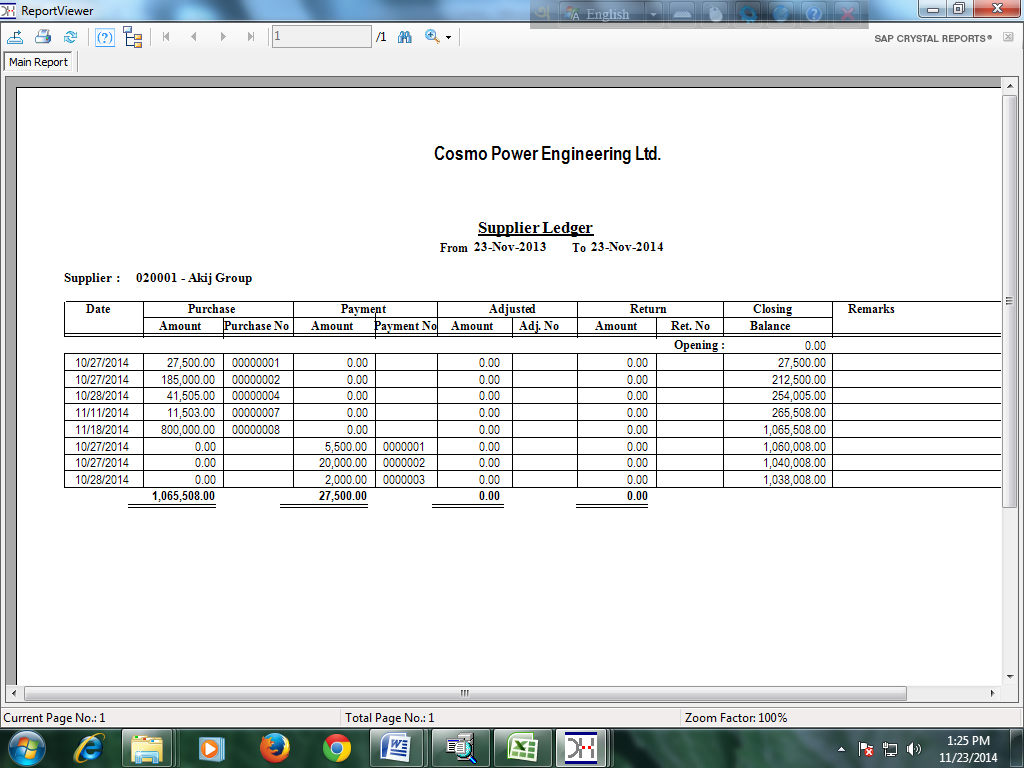 ReportViewer
English
1 /1
SAP CRYSTAL REPORTS®
Main Report
Cosmo Power Engineering Ltd.
Supplier Ledger
From 23-Nov-2013 To 23-Nov-2014
Supplier : 020001 - Akij Group
Date Purchase Payment Adjusted Return Closing Remarks
Amount Purchase No Amount Payment No Amount Adj. No Amount Ret. No Balance
Opening : 0.00
10/27/2014 27,500.00 00000001 0.00 0.00 0.00 27,500.00
10/27/2014 185,000.00 00000002 0.00 0.00 0.00 212,500.00
10/28/2014 41,505.00 00000004 0.00 0.00 0.00 254,005.00
11/11/2014 11,503.00 00000007 0.00 0.00 0.00 265,508.00
11/18/2014 800,000.00 00000008 0.00 0.00 0.00 1,065,508.00
10/27/2014 0.00 5,500.00 0000001 0.00 0.00 1,060,008.00
10/27/2014 0.00 20,000.00 0000002 0.00 0.00 1,040,008.00
10/28/2014 0.00 2,000.00 0000003 0.00 0.00 1,038,008.00
1,065,508.00 27,500.00 0.00 0.00
Current Page No.: 1 Total Page No.: 1 Zoom Factor: 100%
1:25 PM
11/23/2014